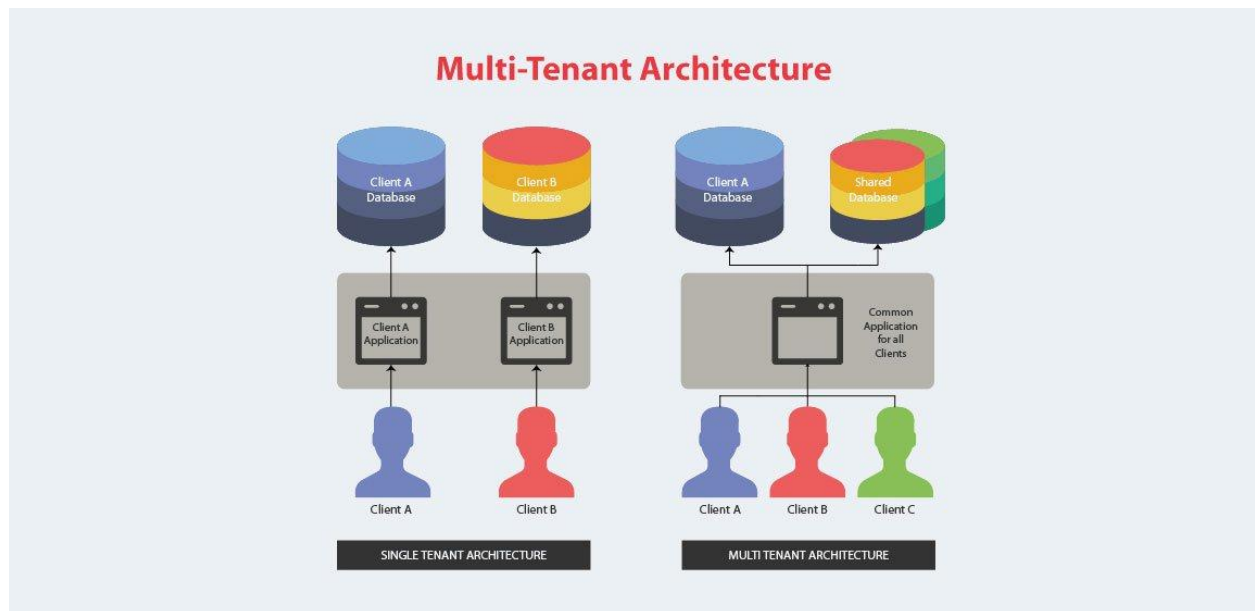 Multi-Tenant Architecture
Client A
Database
Client B
Database
Client A
Database
Shared
Database
Client A
Application
Client B
Application
Common
Application
for all
Clients
Client A
Client B
Client A
Client B
Client C
SINGLE TENANT ARCHITECTURE
MULTI TENANT ARCHITECTURE